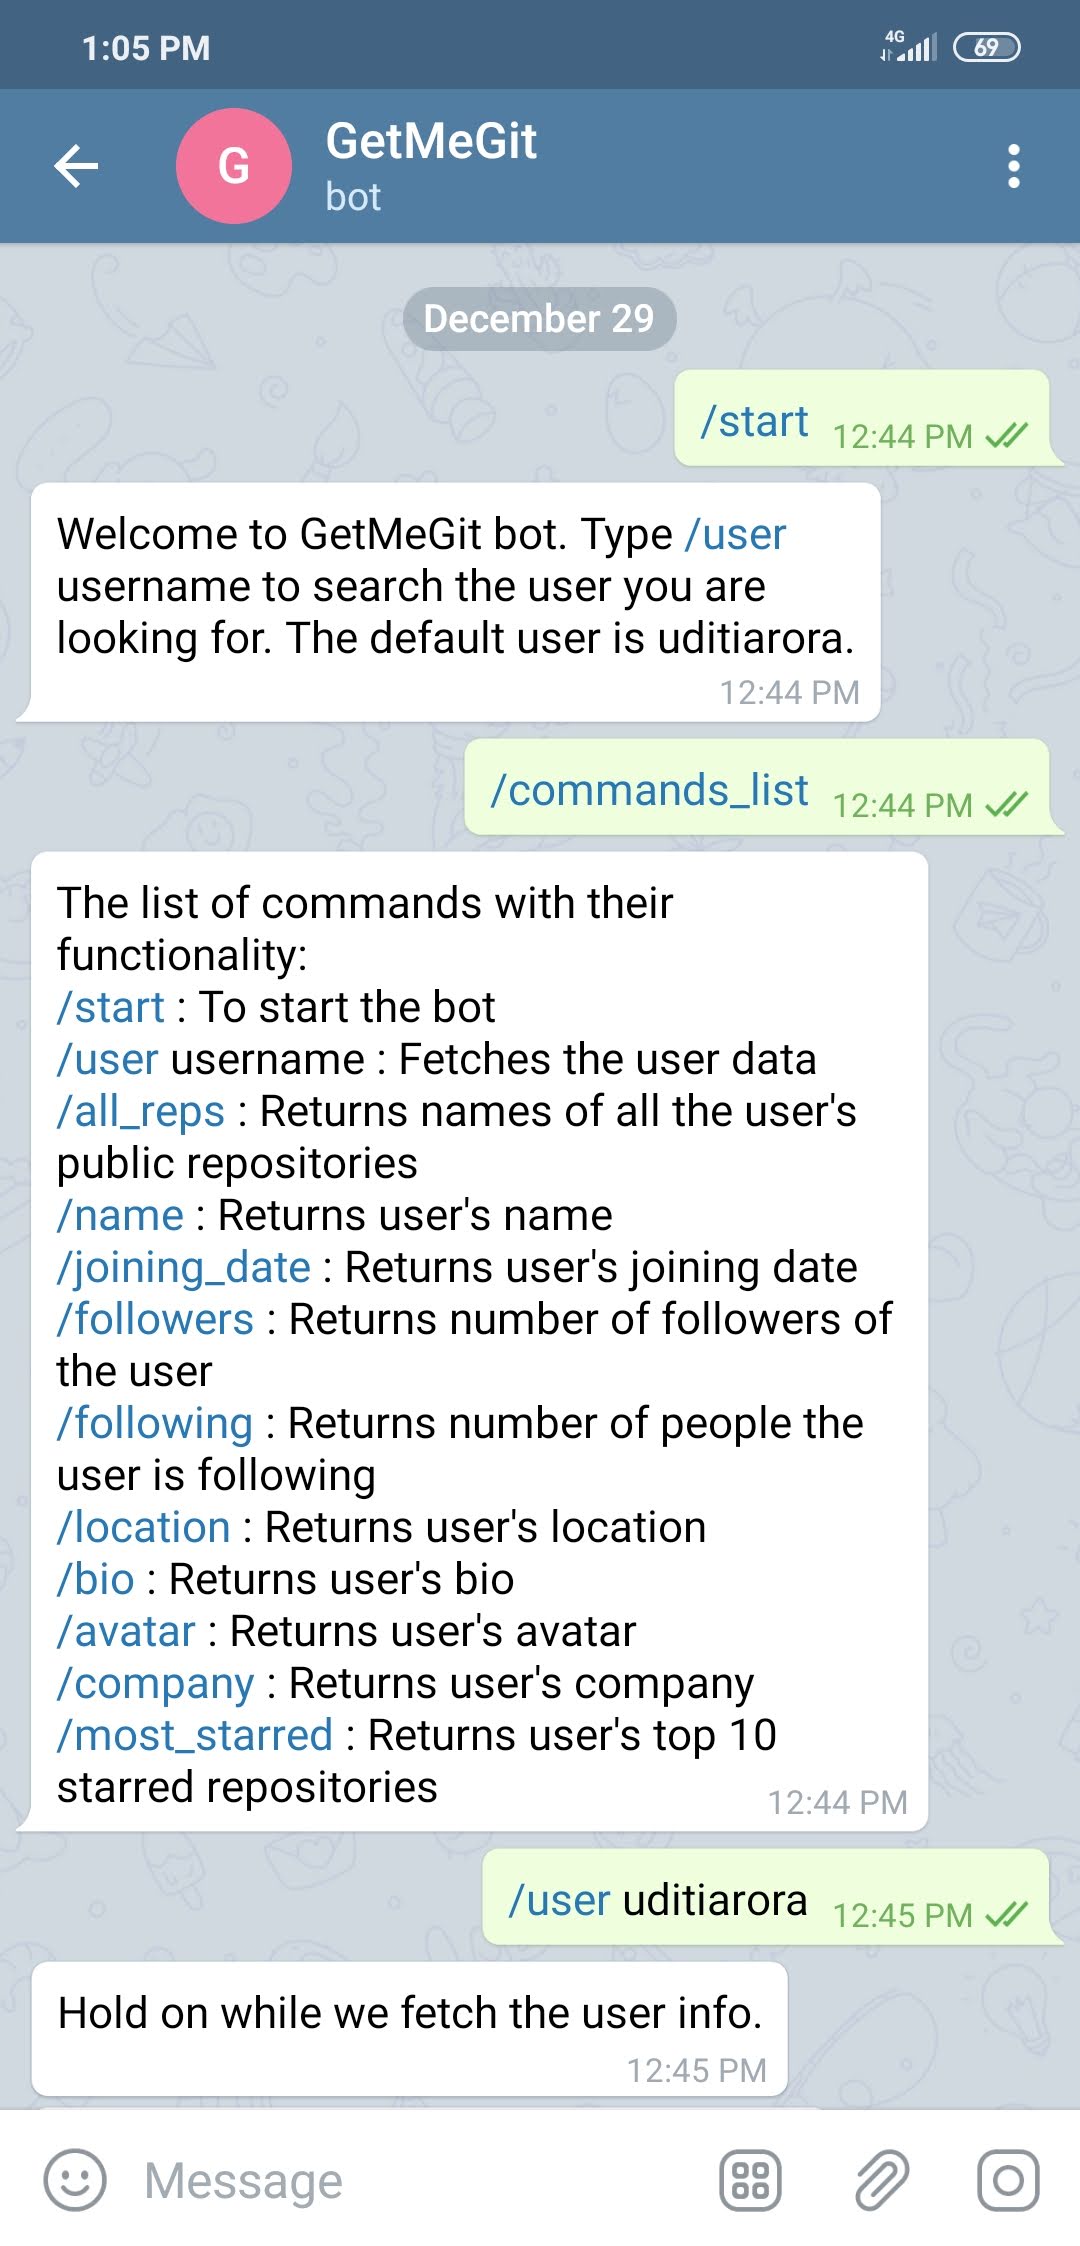 1:05 PM
4G
69
G
GetMeGit
bot
December 29
/start 12:44 PM
Welcome to GetMeGit bot. Type /user
username to search the user you are
looking for. The default user is uditiarora.
12:44 PM
/commands_list 12:44 PM
The list of commands with their
functionality:
/start : To start the bot
/user username : Fetches the user data
/all_reps : Returns names of all the user's
public repositories
/name : Returns user's name
/joining_date : Returns user's joining date
/followers : Returns number of followers of
the user
/following : Returns number of people the
user is following
/location : Returns user's location
/bio : Returns user's bio
/avatar : Returns user's avatar
/company : Returns user's company
/most_starred : Returns user's top 10
starred repositories
12:44 PM
/user uditiarora 12:45 PM
Hold on while we fetch the user info.
12:45 PM
Message